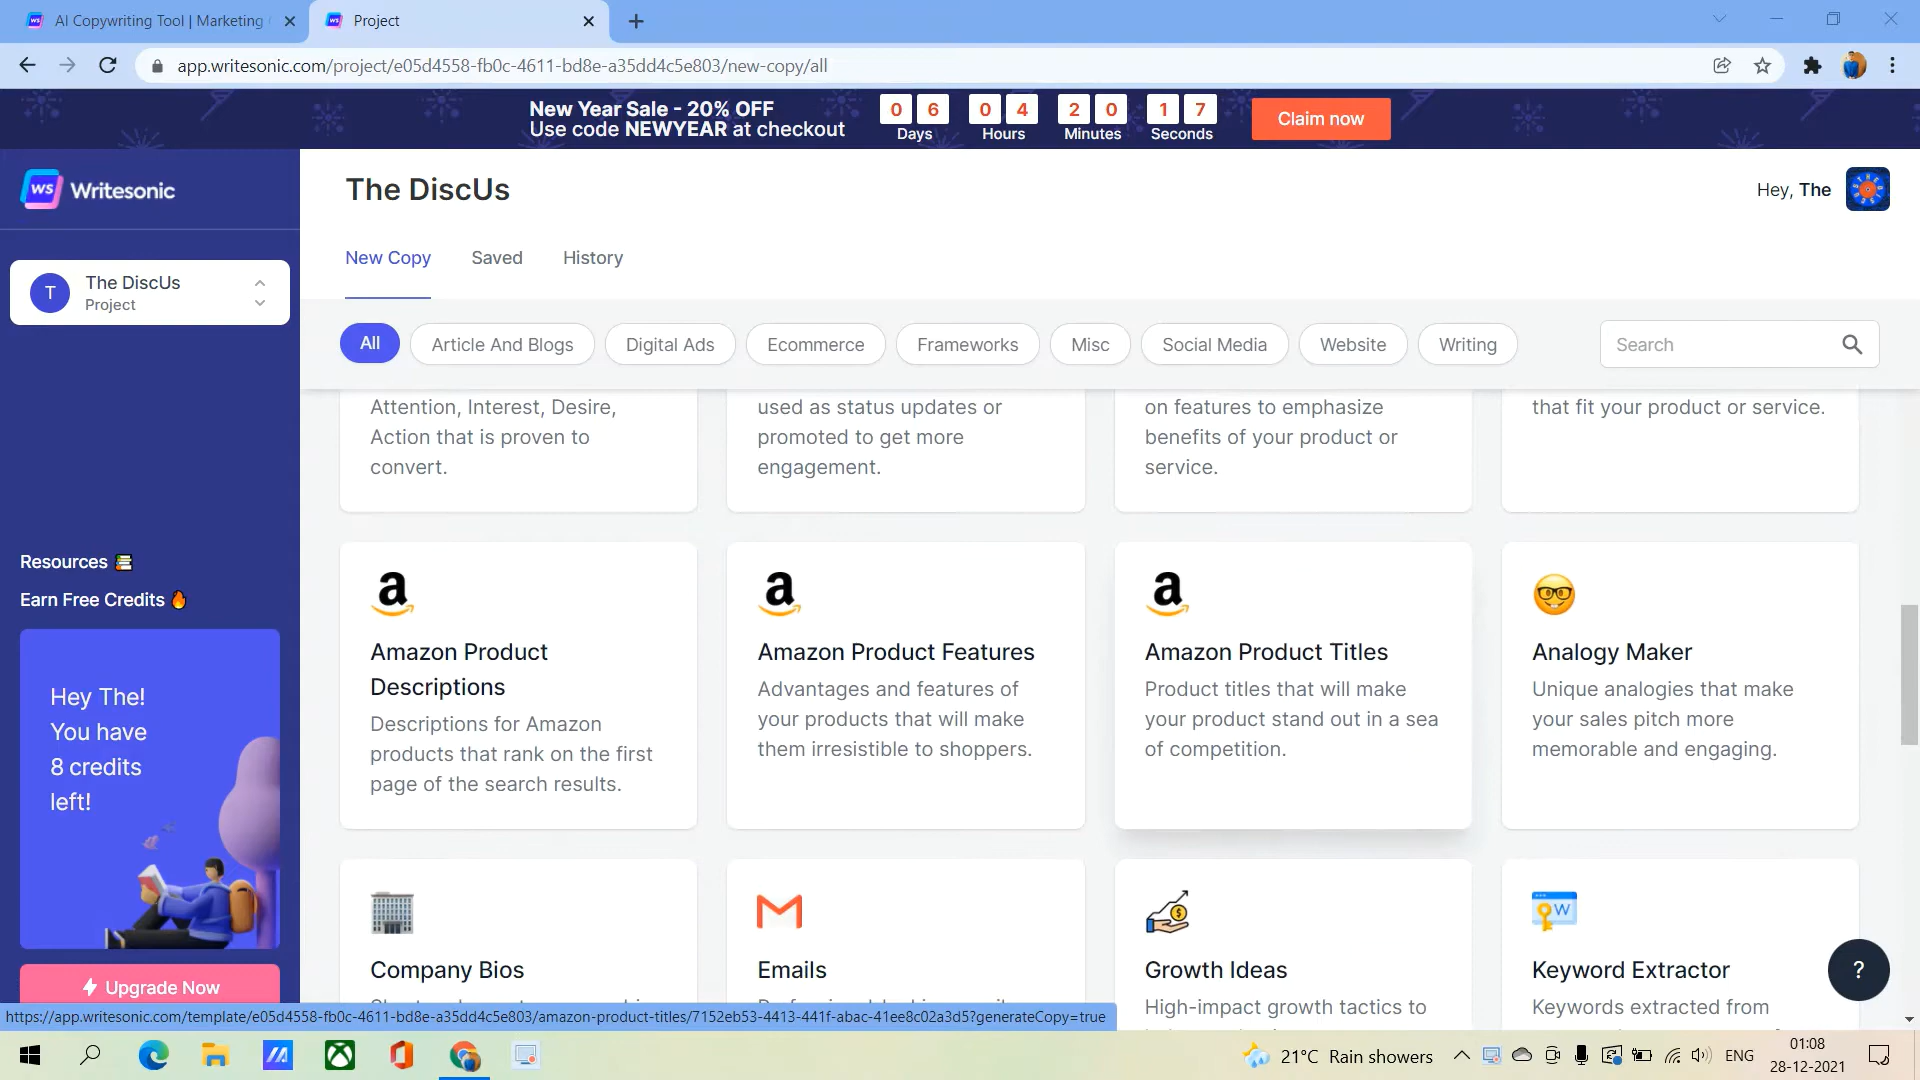 AI Copywriting Tool | Marketing
Project
app.writesonic.com/project/e05d4558-fb0c-4611-bd8e-a35dd4c5e803/new-copy/all
New Year Sale - 20% OFF
Use code NEWYEAR at checkout
0 6 0 4 2 0 1 7
Days Hours Minutes Seconds
Claim now
WS Writesonic
The DiscUs
Hey, The
T
The DiscUs
Project
New Copy Saved History
All Article And Blogs Digital Ads Ecommerce Frameworks Misc Social Media Website Writing
Search
Attention, Interest, Desire,
Action that is proven to
convert.
used as status updates or
promoted to get more
engagement.
on features to emphasize
benefits of your product or
service.
that fit your product or service.
Resources
Earn Free Credits
Hey The!
You have
8 credits
left!
Upgrade Now
a
Amazon Product
Descriptions
Descriptions for Amazon
products that rank on the first
page of the search results.
a
Amazon Product Features
Advantages and features of
your products that will make
them irresistible to shoppers.
a
Amazon Product Titles
Product titles that will make
your product stand out in a sea
of competition.
Analogy Maker
Unique analogies that make
your sales pitch more
memorable and engaging.
Company Bios
Emails
Growth Ideas
High-impact growth tactics to
W
Keyword Extractor
Keywords extracted from
?
https://app.writesonic.com/template/e05d4558-fb0c-4611-bd8e-a35dd4c5e803/amazon-product-titles/7152eb53-4413-441f-abac-41ee8c02a3d5?generateCopy=true
21°C Rain showers
ENG
01:08
28-12-2021